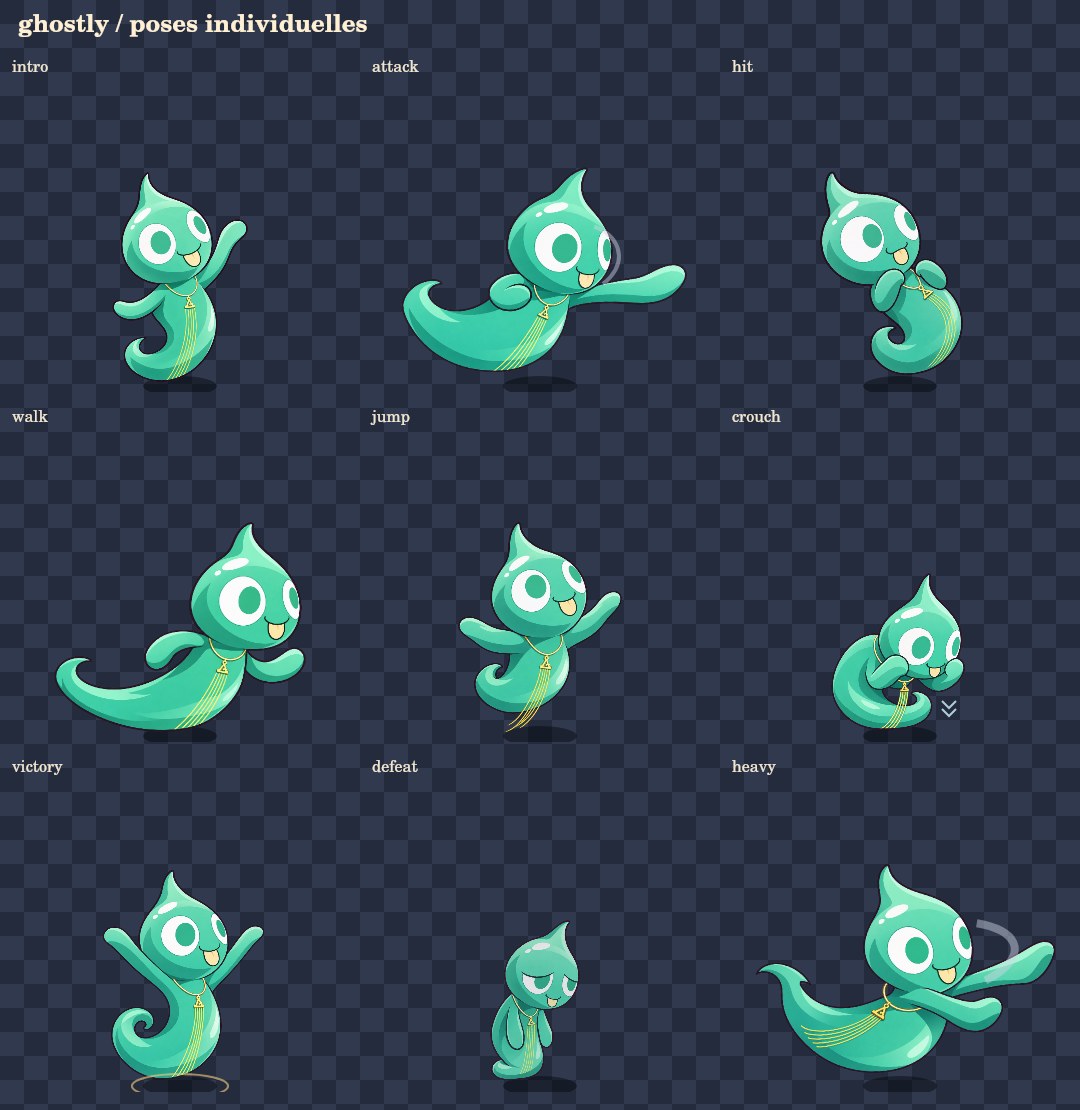 ghostly / poses individuelles
intro
attack
hit
walk
jump
crouch
victory
defeat
heavy